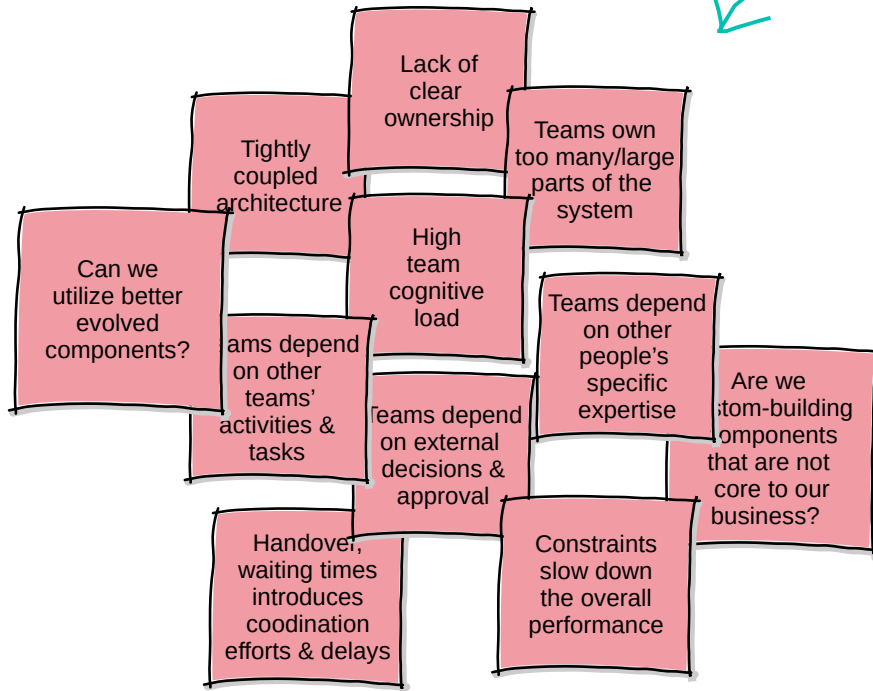 Lack of
clear
ownership
Tightly
coupled
architecture
Teams own
too many/large
parts of the
system
High
team
cognitive
load
Can we
utilize better
evolved
components?
Teams depend
on other
people's
specific
expertise
ams depend
on other
teams'
activities &
tasks
Teams depend
on external
decisions &
approval
Are we
stom-building
omponents
that are not
core to our
business?
Handover,
waiting times
introduces
coodination
efforts & delays
Constraints
slow down
the overall
performance